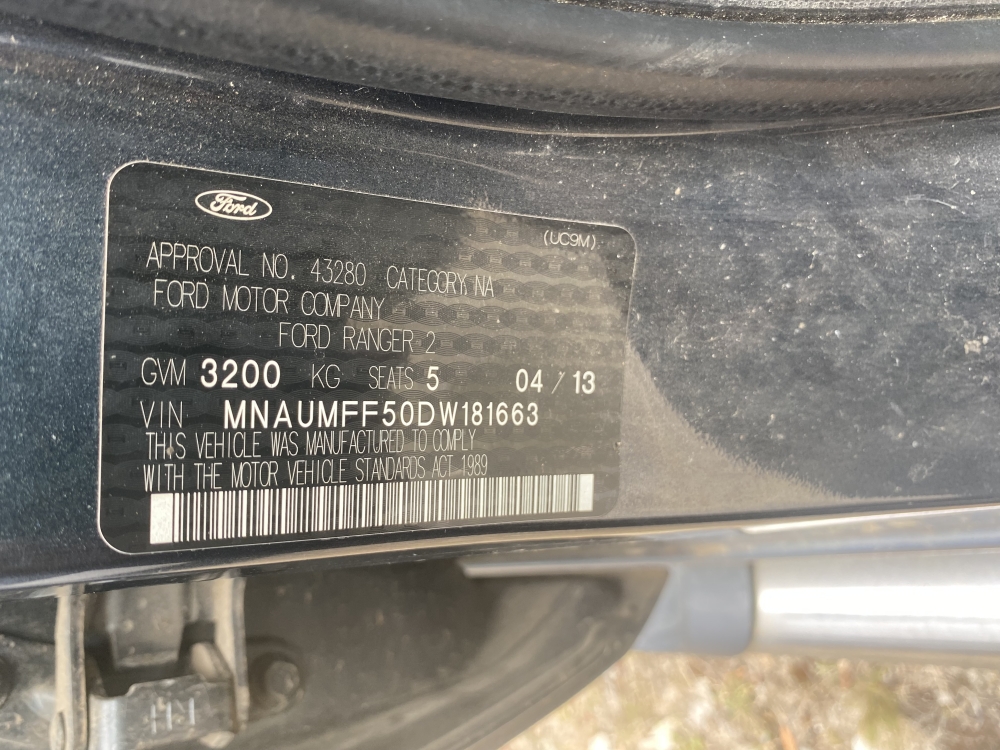 Ford
(UC9M)
APPROVAL NO. 43280 CATEGORY NA
FORD MOTOR COMPANY
FORD RANGER 2
GVM 3200 KG SEATS 5 04 / 13
VIN MNAUMFF50DW181663
THIS VEHICLE WAS MANUFACTURED TO COMPLY
WITH THE MOTOR VEHICLE STANDARDS ACT 1989